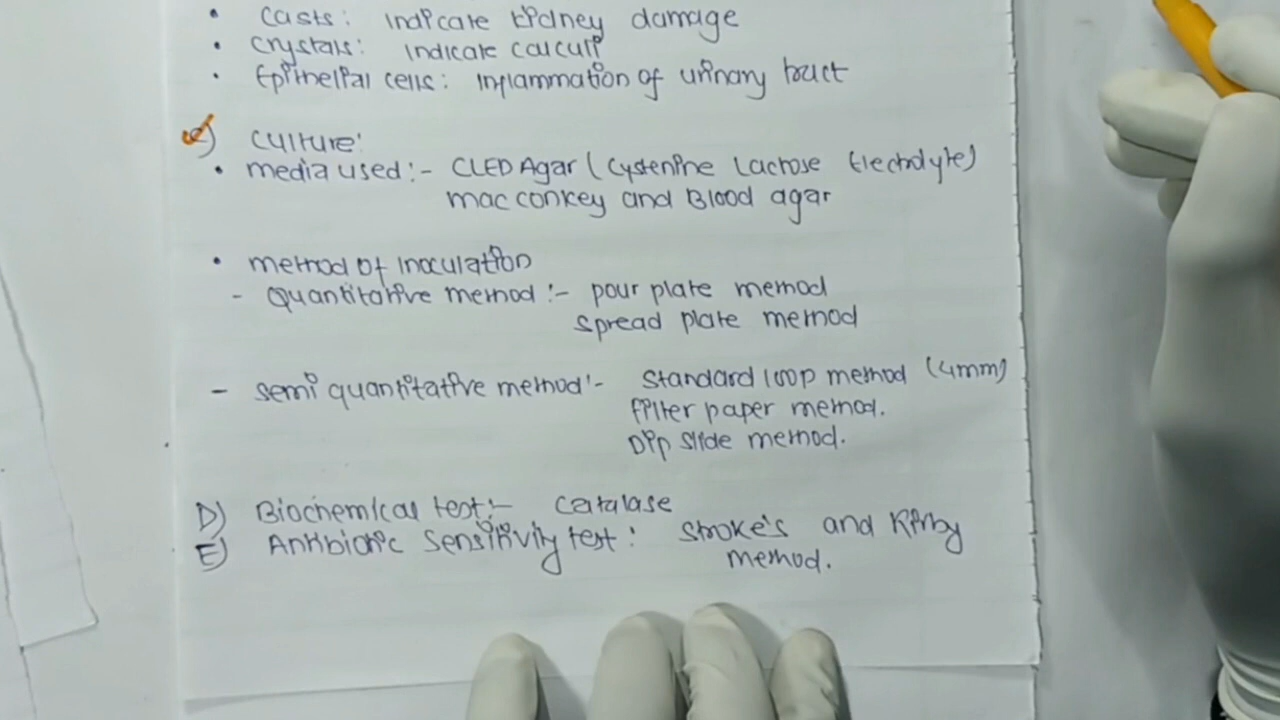 • Casts: Indicate kidney damage
• Crystals: Indicate calculi
• Epithelial cells: Inflammation of urinary tract
C) Culture:
• media used:- CLED Agar (Cystenine Lactose Electrolyte)
mac conkey and Blood agar
• method of Inoculation
- Quantitative method:- pour plate method
spread plate method
- semi quantitative method:- Standard loop method (4mm)
filter paper method.
Dip slide method.
D) Biochemical test:- Catalase
E) Antibiotic Sensitivity test: Stroke's and Kirby
method.